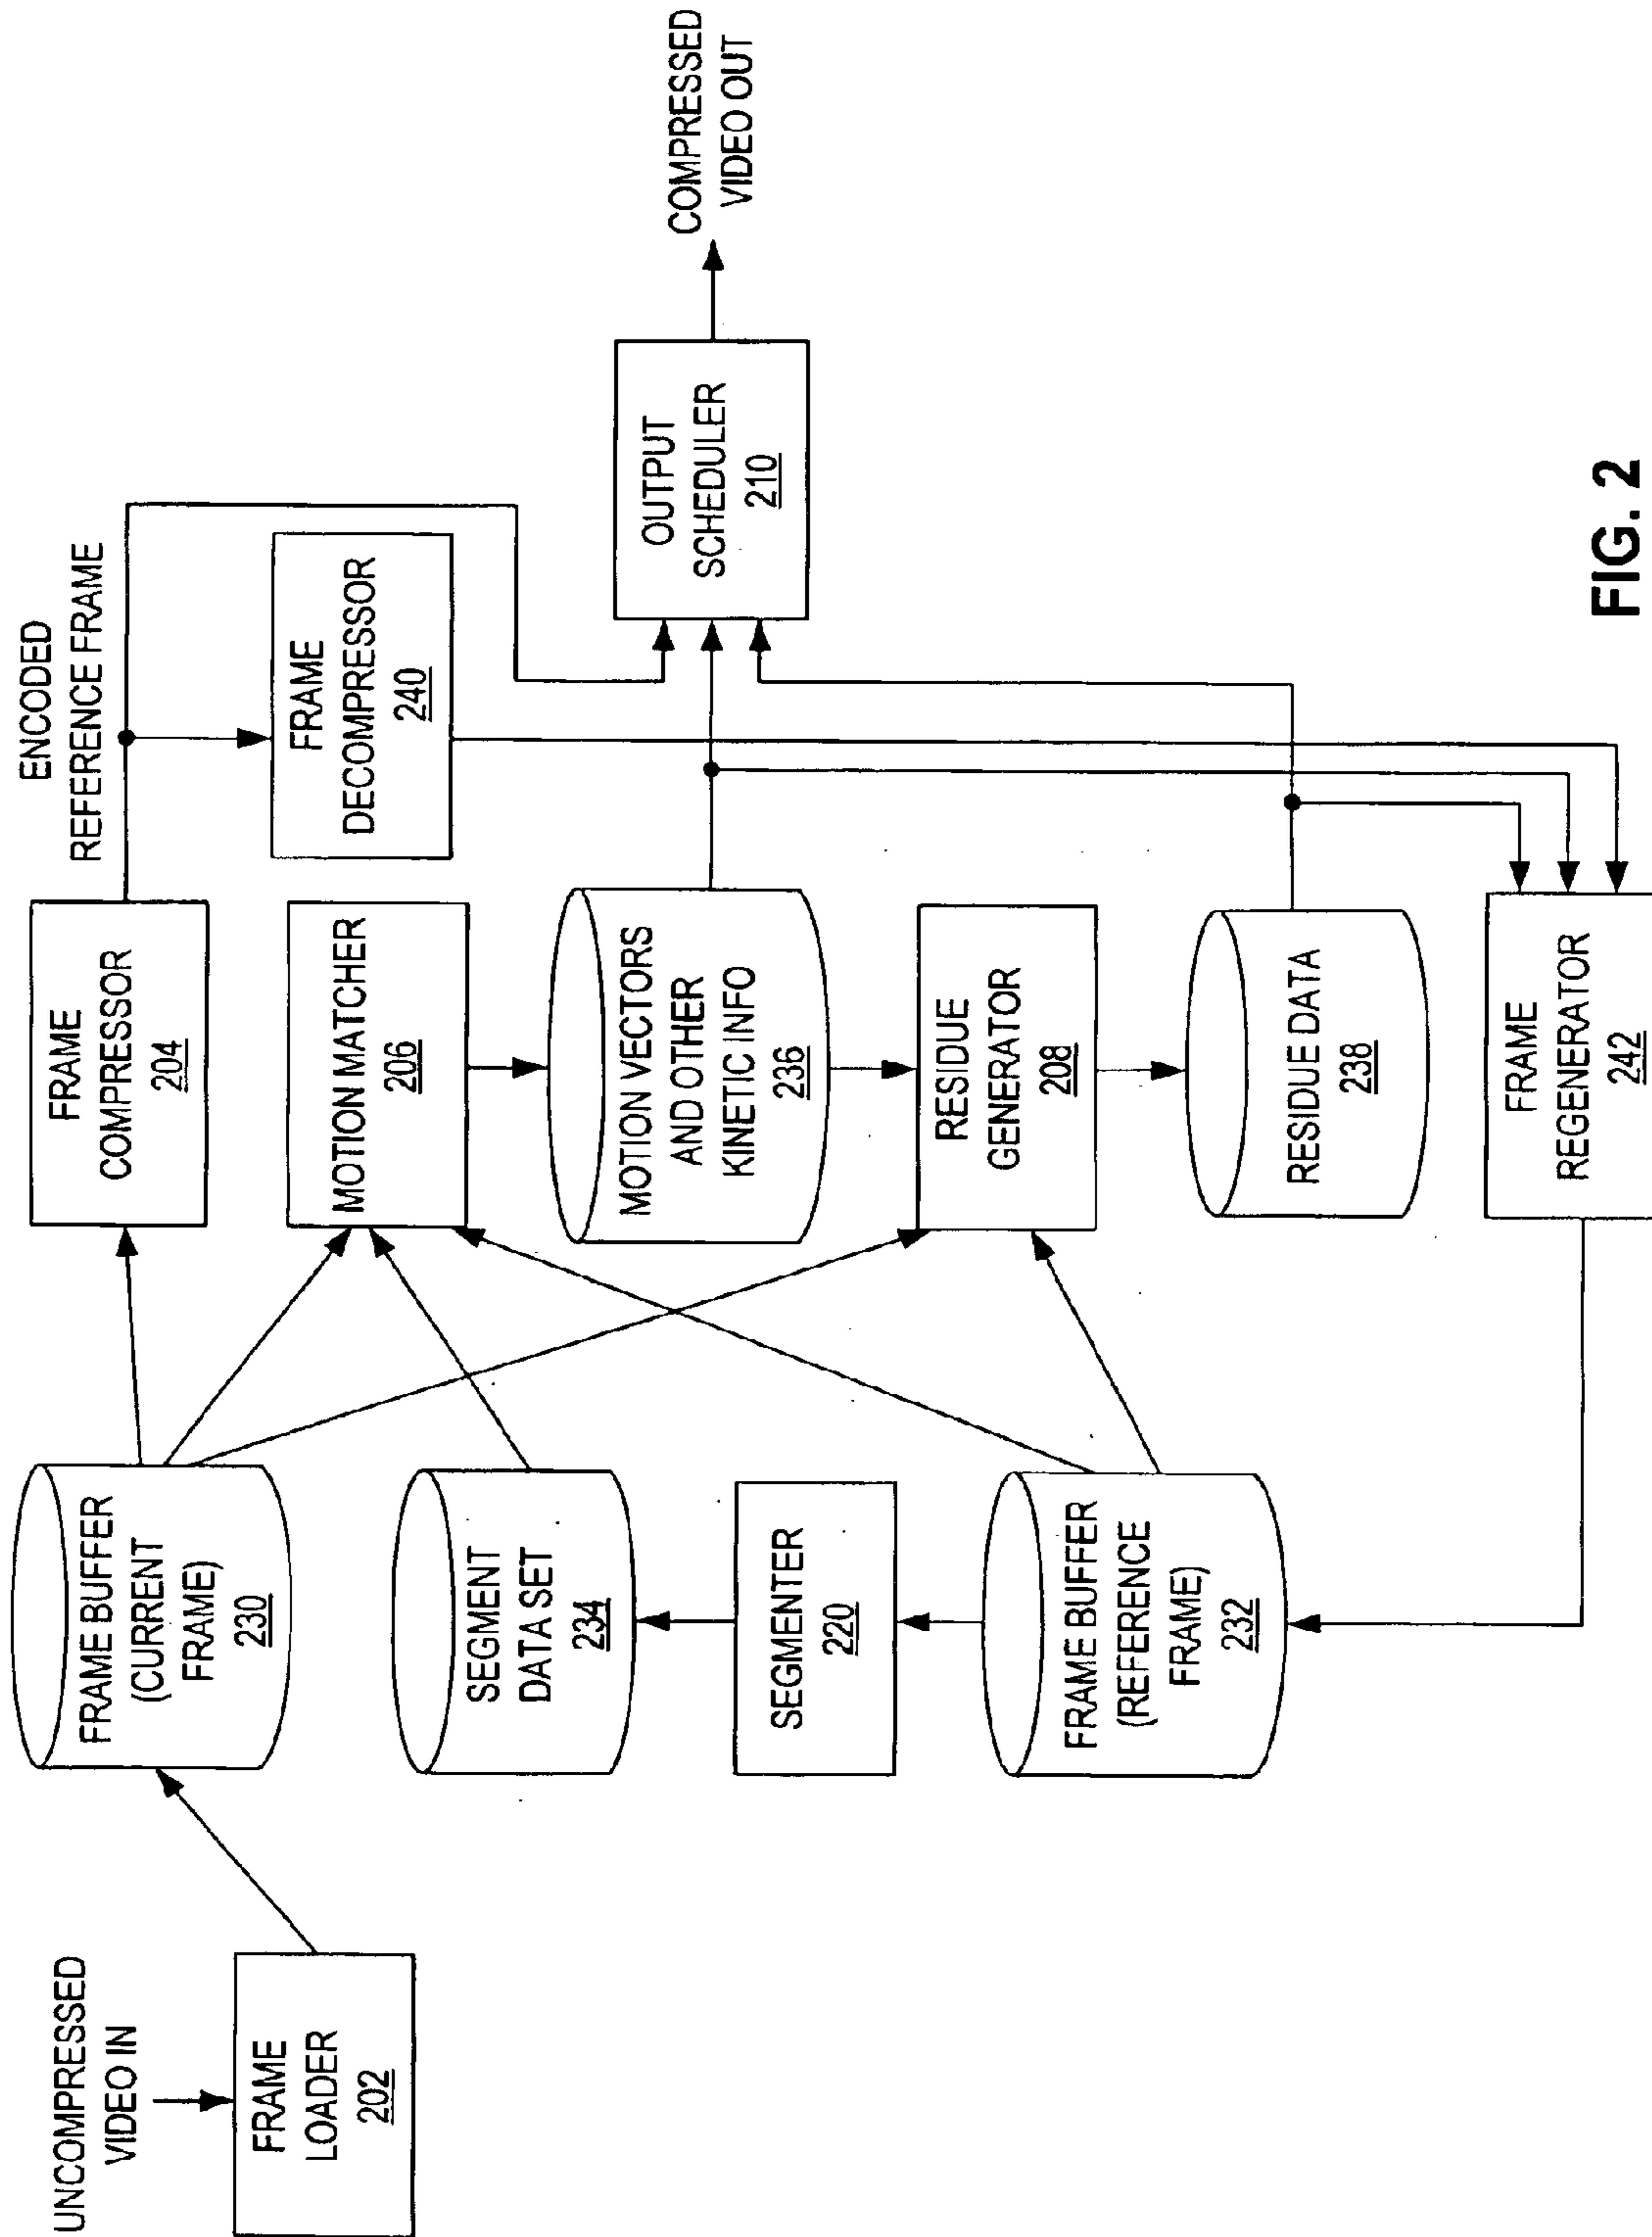 UNCOMPRESSED
VIDEO IN
FRAME
LOADER
202
FRAME BUFFER
(CURRENT
FRAME)
230
SEGMENT
DATA SET
234
SEGMENTER
220
FRAME BUFFER
(REFERENCE
FRAME)
232
FRAME
COMPRESSOR
204
MOTION MATCHER
206
MOTION VECTORS
AND OTHER
KINETIC INFO
236
RESIDUE
GENERATOR
208
RESIDUE DATA
238
FRAME
REGENERATOR
242
ENCODED
REFERENCE FRAME
FRAME
DECOMPRESSOR
240
OUTPUT
SCHEDULER
210
COMPRESSED
VIDEO OUT
FIG. 2